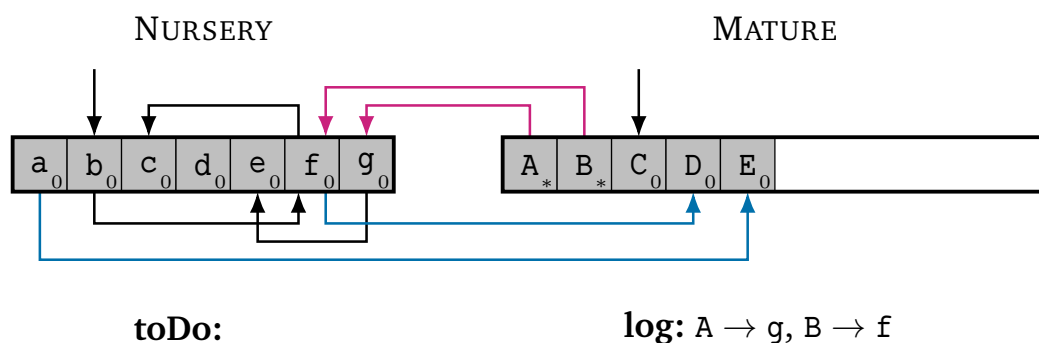 NURSERY MATURE
a0 b0 c0 d0 e0 f0 g0 A* B* C0 D0 E0
toDo: log: A → g, B → f